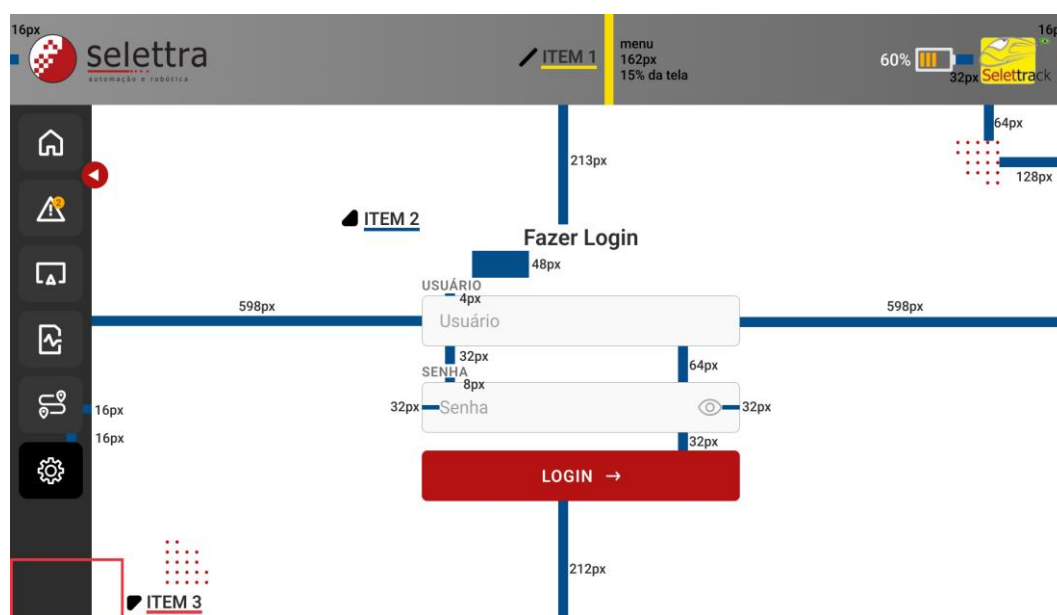 16px
selettra
automação e robótica
ITEM 1
menu
162px
15% da tela
60%
32px
Selettrack
16p
64px
213px
128px
2
ITEM 2
Fazer Login
48px
USUÁRIO
4px
598px
598px
Usuário
32px
64px
SENHA
8px
16px
32px
Senha
32px
16px
32px
LOGIN →
212px
ITEM 3